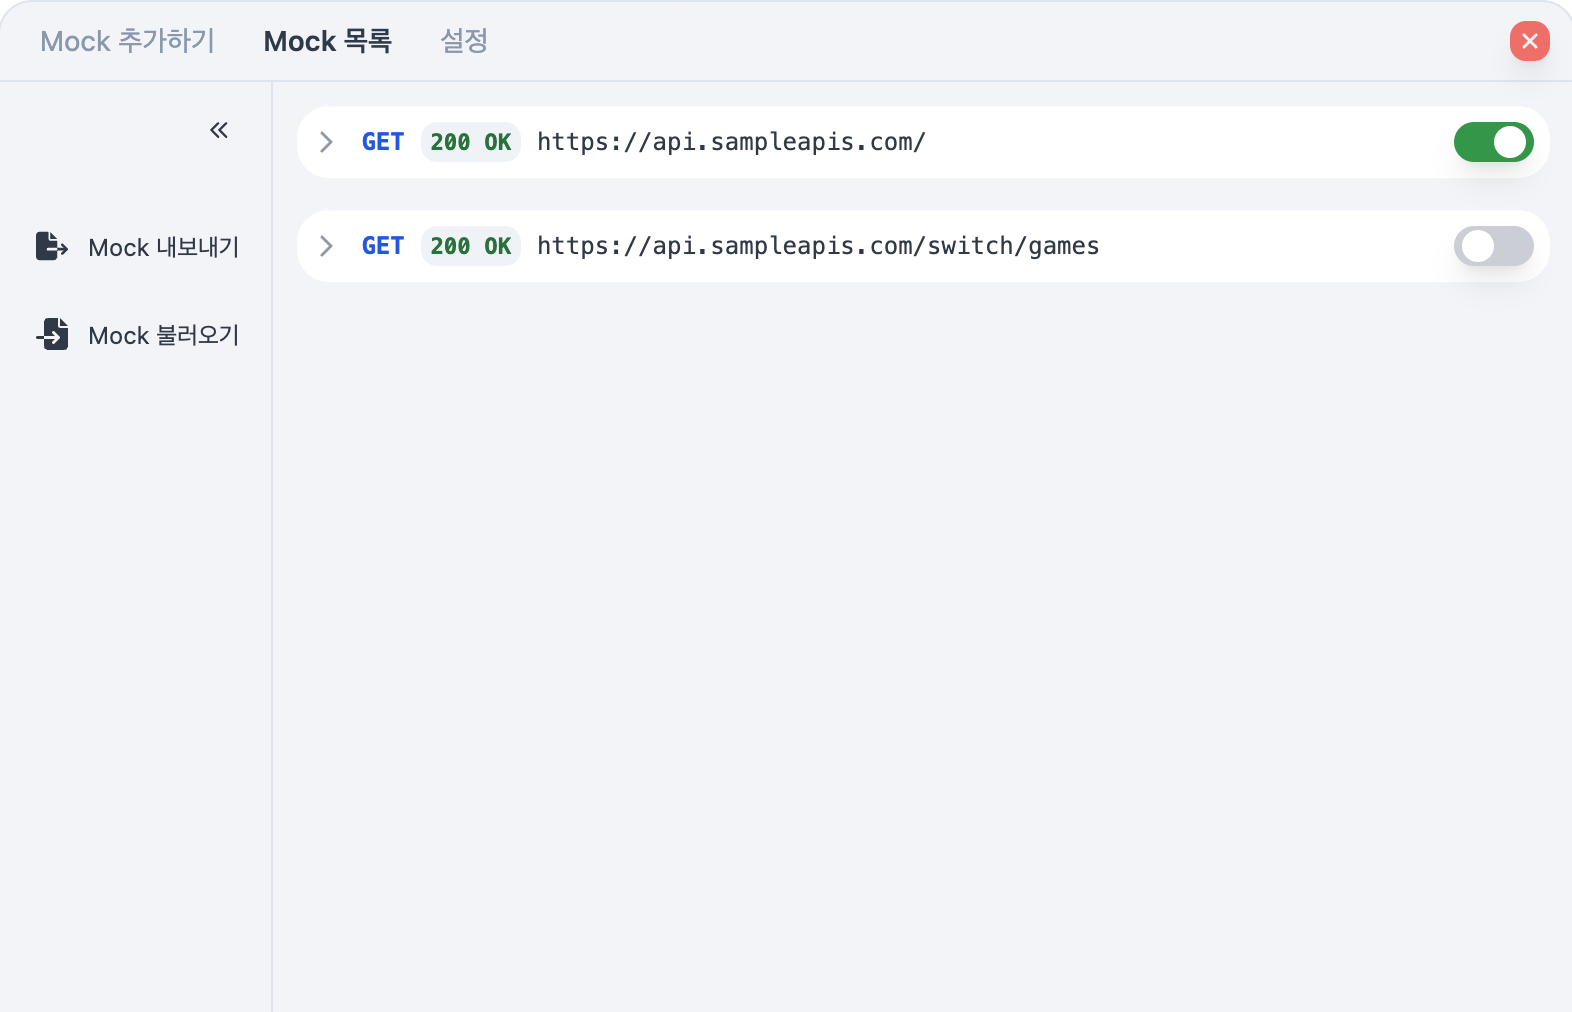 Mock 추가하기 Mock 목록 설정
Mock 내보내기
Mock 불러오기
GET 200 OK https://api.sampleapis.com/
GET 200 OK https://api.sampleapis.com/switch/games